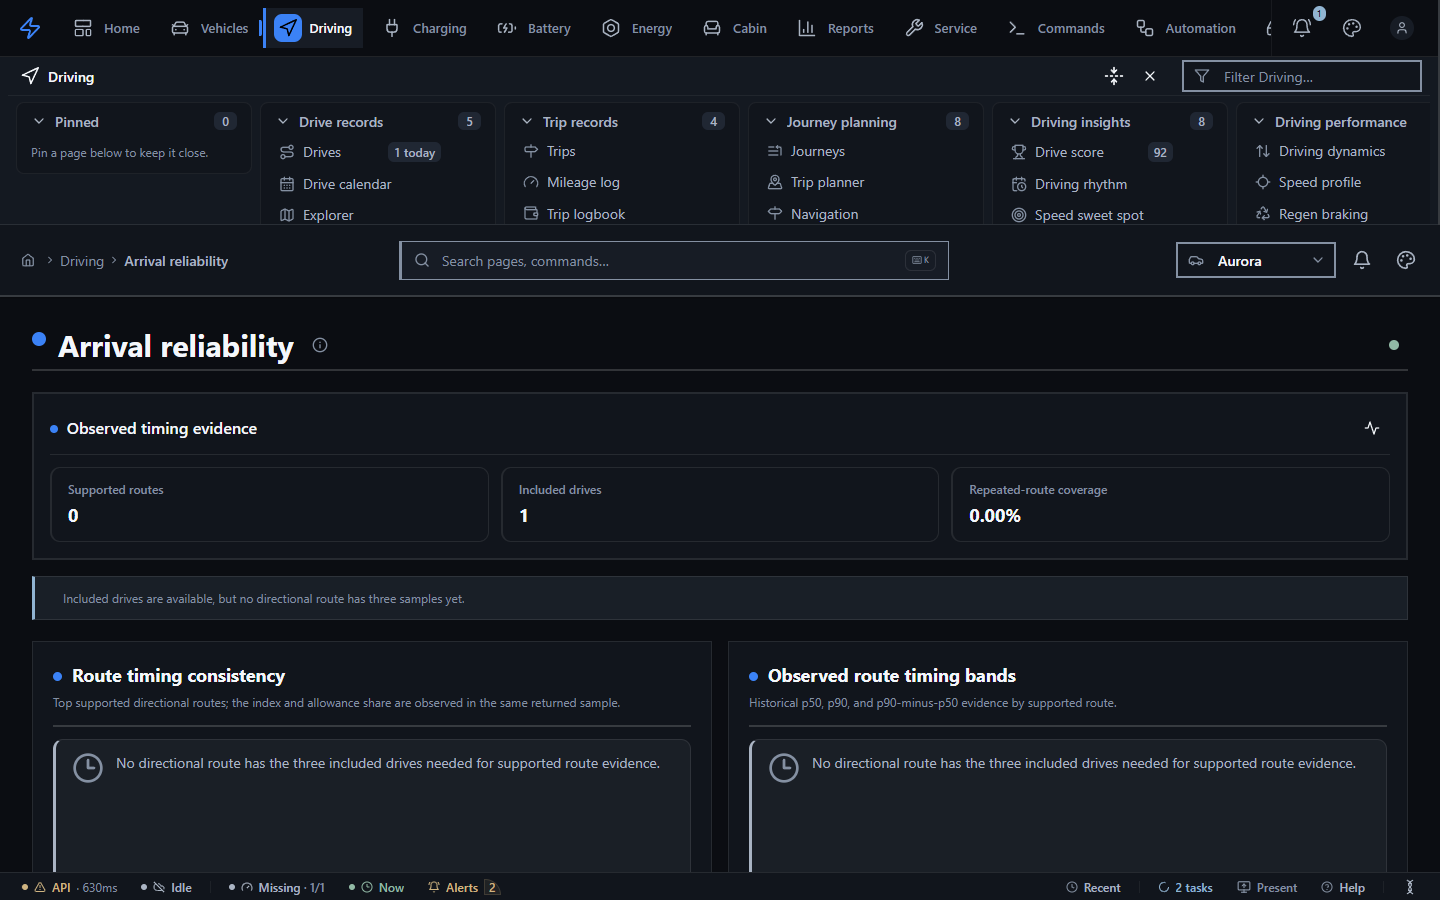 Home
Vehicles
Driving
Charging
Battery
Energy
Cabin
Reports
Service
Commands
Automation
1
Driving
Filter Driving...
Pinned 0
Pin a page below to keep it close.
Drive records 5
Drives 1 today
Drive calendar
Explorer
Trip records 4
Trips
Mileage log
Trip logbook
Journey planning 8
Journeys
Trip planner
Navigation
Driving insights 8
Drive score 92
Driving rhythm
Speed sweet spot
Driving performance
Driving dynamics
Speed profile
Regen braking
Driving
Arrival reliability
Search pages, commands...
K
Aurora
Arrival reliability
Observed timing evidence
Supported routes
0
Included drives
1
Repeated-route coverage
0.00%
Included drives are available, but no directional route has three samples yet.
Route timing consistency
Top supported directional routes; the index and allowance share are observed in the same returned sample.
No directional route has the three included drives needed for supported route evidence.
Observed route timing bands
Historical p50, p90, and p90-minus-p50 evidence by supported route.
No directional route has the three included drives needed for supported route evidence.
API · 630ms
Idle
Missing · 1/1
Now
Alerts 2
Recent
2 tasks
Present
Help